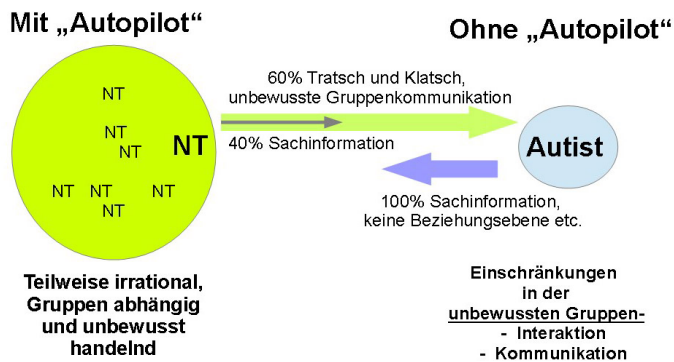 Mit „Autopilot“
Ohne „Autopilot“
60% Tratsch und Klatsch,
unbewusste Gruppenkommunikation
40% Sachinformation
NT
NT
NT
NT
NT
NT
NT
NT
Autist
100% Sachinformation,
keine Beziehungsebene etc.
Teilweise irrational,
Gruppen abhängig
und unbewusst
handelnd
Einschränkungen
in der
unbewussten Gruppen-
- Interaktion
- Kommunikation